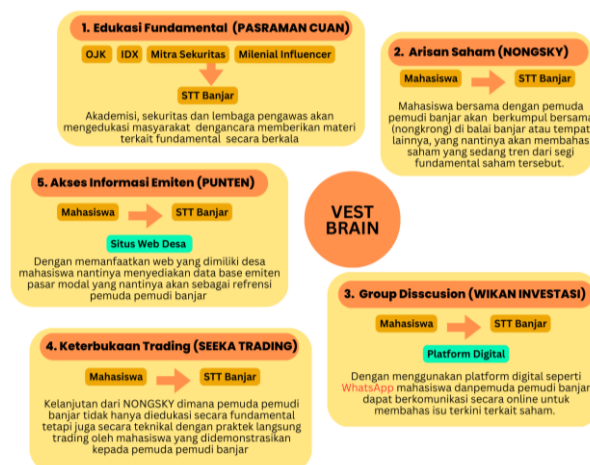 1. Edukasi Fundamental (PASRAMAN CUAN)
OJK IDX Mitra Sekuritas Milenial Influencer
STT Banjar
Akademisi, sekuritas dan lembaga pengawas akan
mengedukasi masyarakat dengancara memberikan materi
terkait fundamental secara berkala
2. Arisan Saham (NONGSKY)
Mahasiswa STT Banjar
Mahasiswa bersama dengan pemuda
pemudi banjar akan berkumpul bersama
(nongkrong) di balai banjar atau tempat
lainnya, yang nantinya akan membahas
saham yang sedang tren dari segi
fundamental saham tersebut.
VEST
BRAIN
3. Group Disscusion (WIKAN INVESTASI)
Mahasiswa STT Banjar
Platform Digital
Dengan menggunakan platform digital seperti
WhatsApp mahasiswa danpemuda pemudi banjar
dapat berkomunikasi secara online untuk
membahas isu terkini terkait saham.
4. Keterbukaan Trading (SEEKA TRADING)
Mahasiswa STT Banjar
Kelanjutan dari NONGSKY dimana pemuda pemudi
banjar tidak hanya diedukasi secara fundamental
tetapi juga secara teknikal dengan praktek langsung
trading oleh mahasiswa yang didemonstrasikan
kepada pemuda pemudi banjar
5. Akses Informasi Emiten (PUNTEN)
Mahasiswa STT Banjar
Situs Web Desa
Dengan memanfaatkan web yang dimiliki desa
mahasiswa nantinya menyediakan data base emiten
pasar modal yang nantinya akan sebagai refrensi
pemuda pemudi banjar